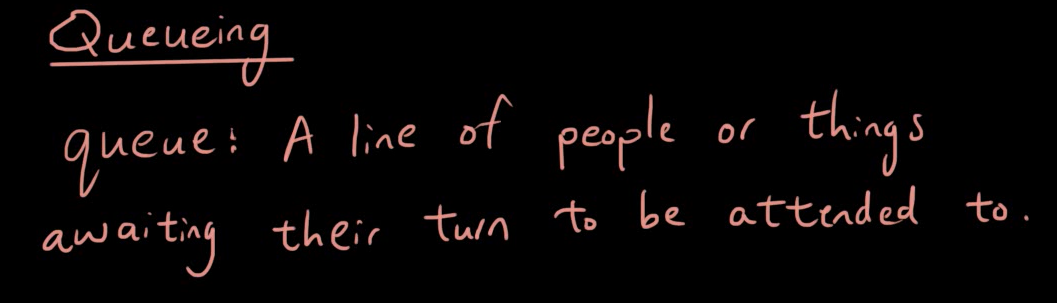 Queueing
queue: A line of people or things
awaiting their turn to be attended to.